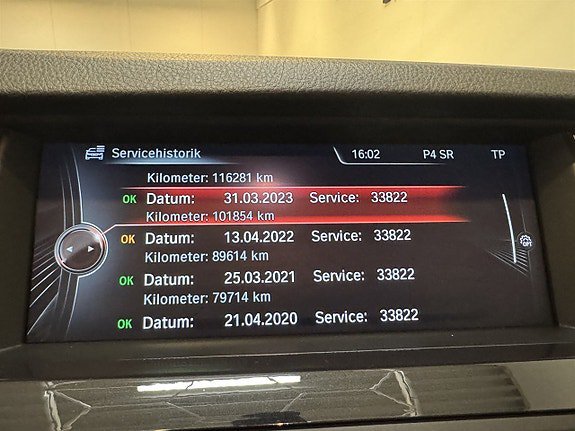 Servicehistorik 16:02 P4 SR TP
Kilometer: 116281 km
OK Datum: 31.03.2023 Service: 33822
Kilometer: 101854 km
OK Datum: 13.04.2022 Service: 33822
Kilometer: 89614 km
OK Datum: 25.03.2021 Service: 33822
Kilometer: 79714 km
OK Datum: 21.04.2020 Service: 33822